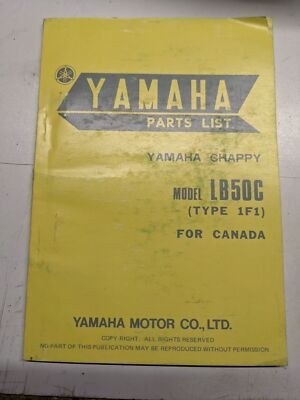 YAMAHA
PARTS LIST
YAMAHA CHAPPY
MODEL LB50C
(TYPE 1F1)
FOR CANADA
YAMAHA MOTOR CO., LTD.
COPY RIGHT: ALL RIGHTS RESERVED
NO-PART OF THIS PUBLICATION MAY BE REPRODUCED WITHOUT PERMISSION